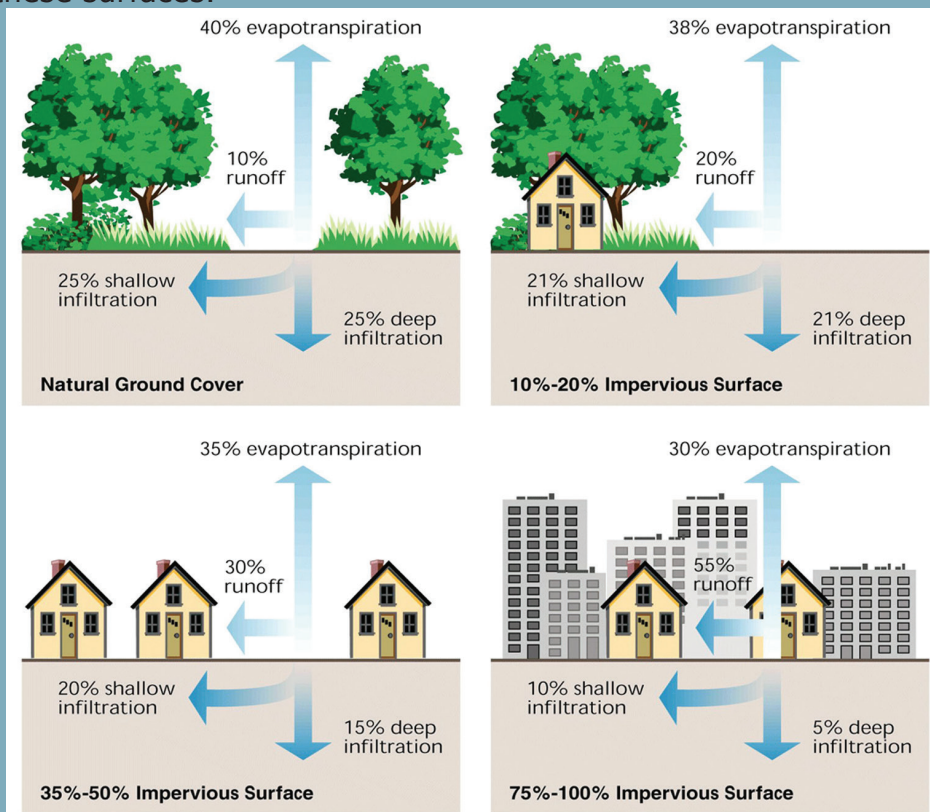 these surfaces.
40% evapotranspiration
10%
runoff
25% shallow
infiltration
25% deep
infiltration
Natural Ground Cover
38% evapotranspiration
20%
runoff
21% shallow
infiltration
21% deep
infiltration
10%-20% Impervious Surface
35% evapotranspiration
30%
runoff
20% shallow
infiltration
15% deep
infiltration
35%-50% Impervious Surface
30% evapotranspiration
55%
runoff
10% shallow
infiltration
5% deep
infiltration
75%-100% Impervious Surface